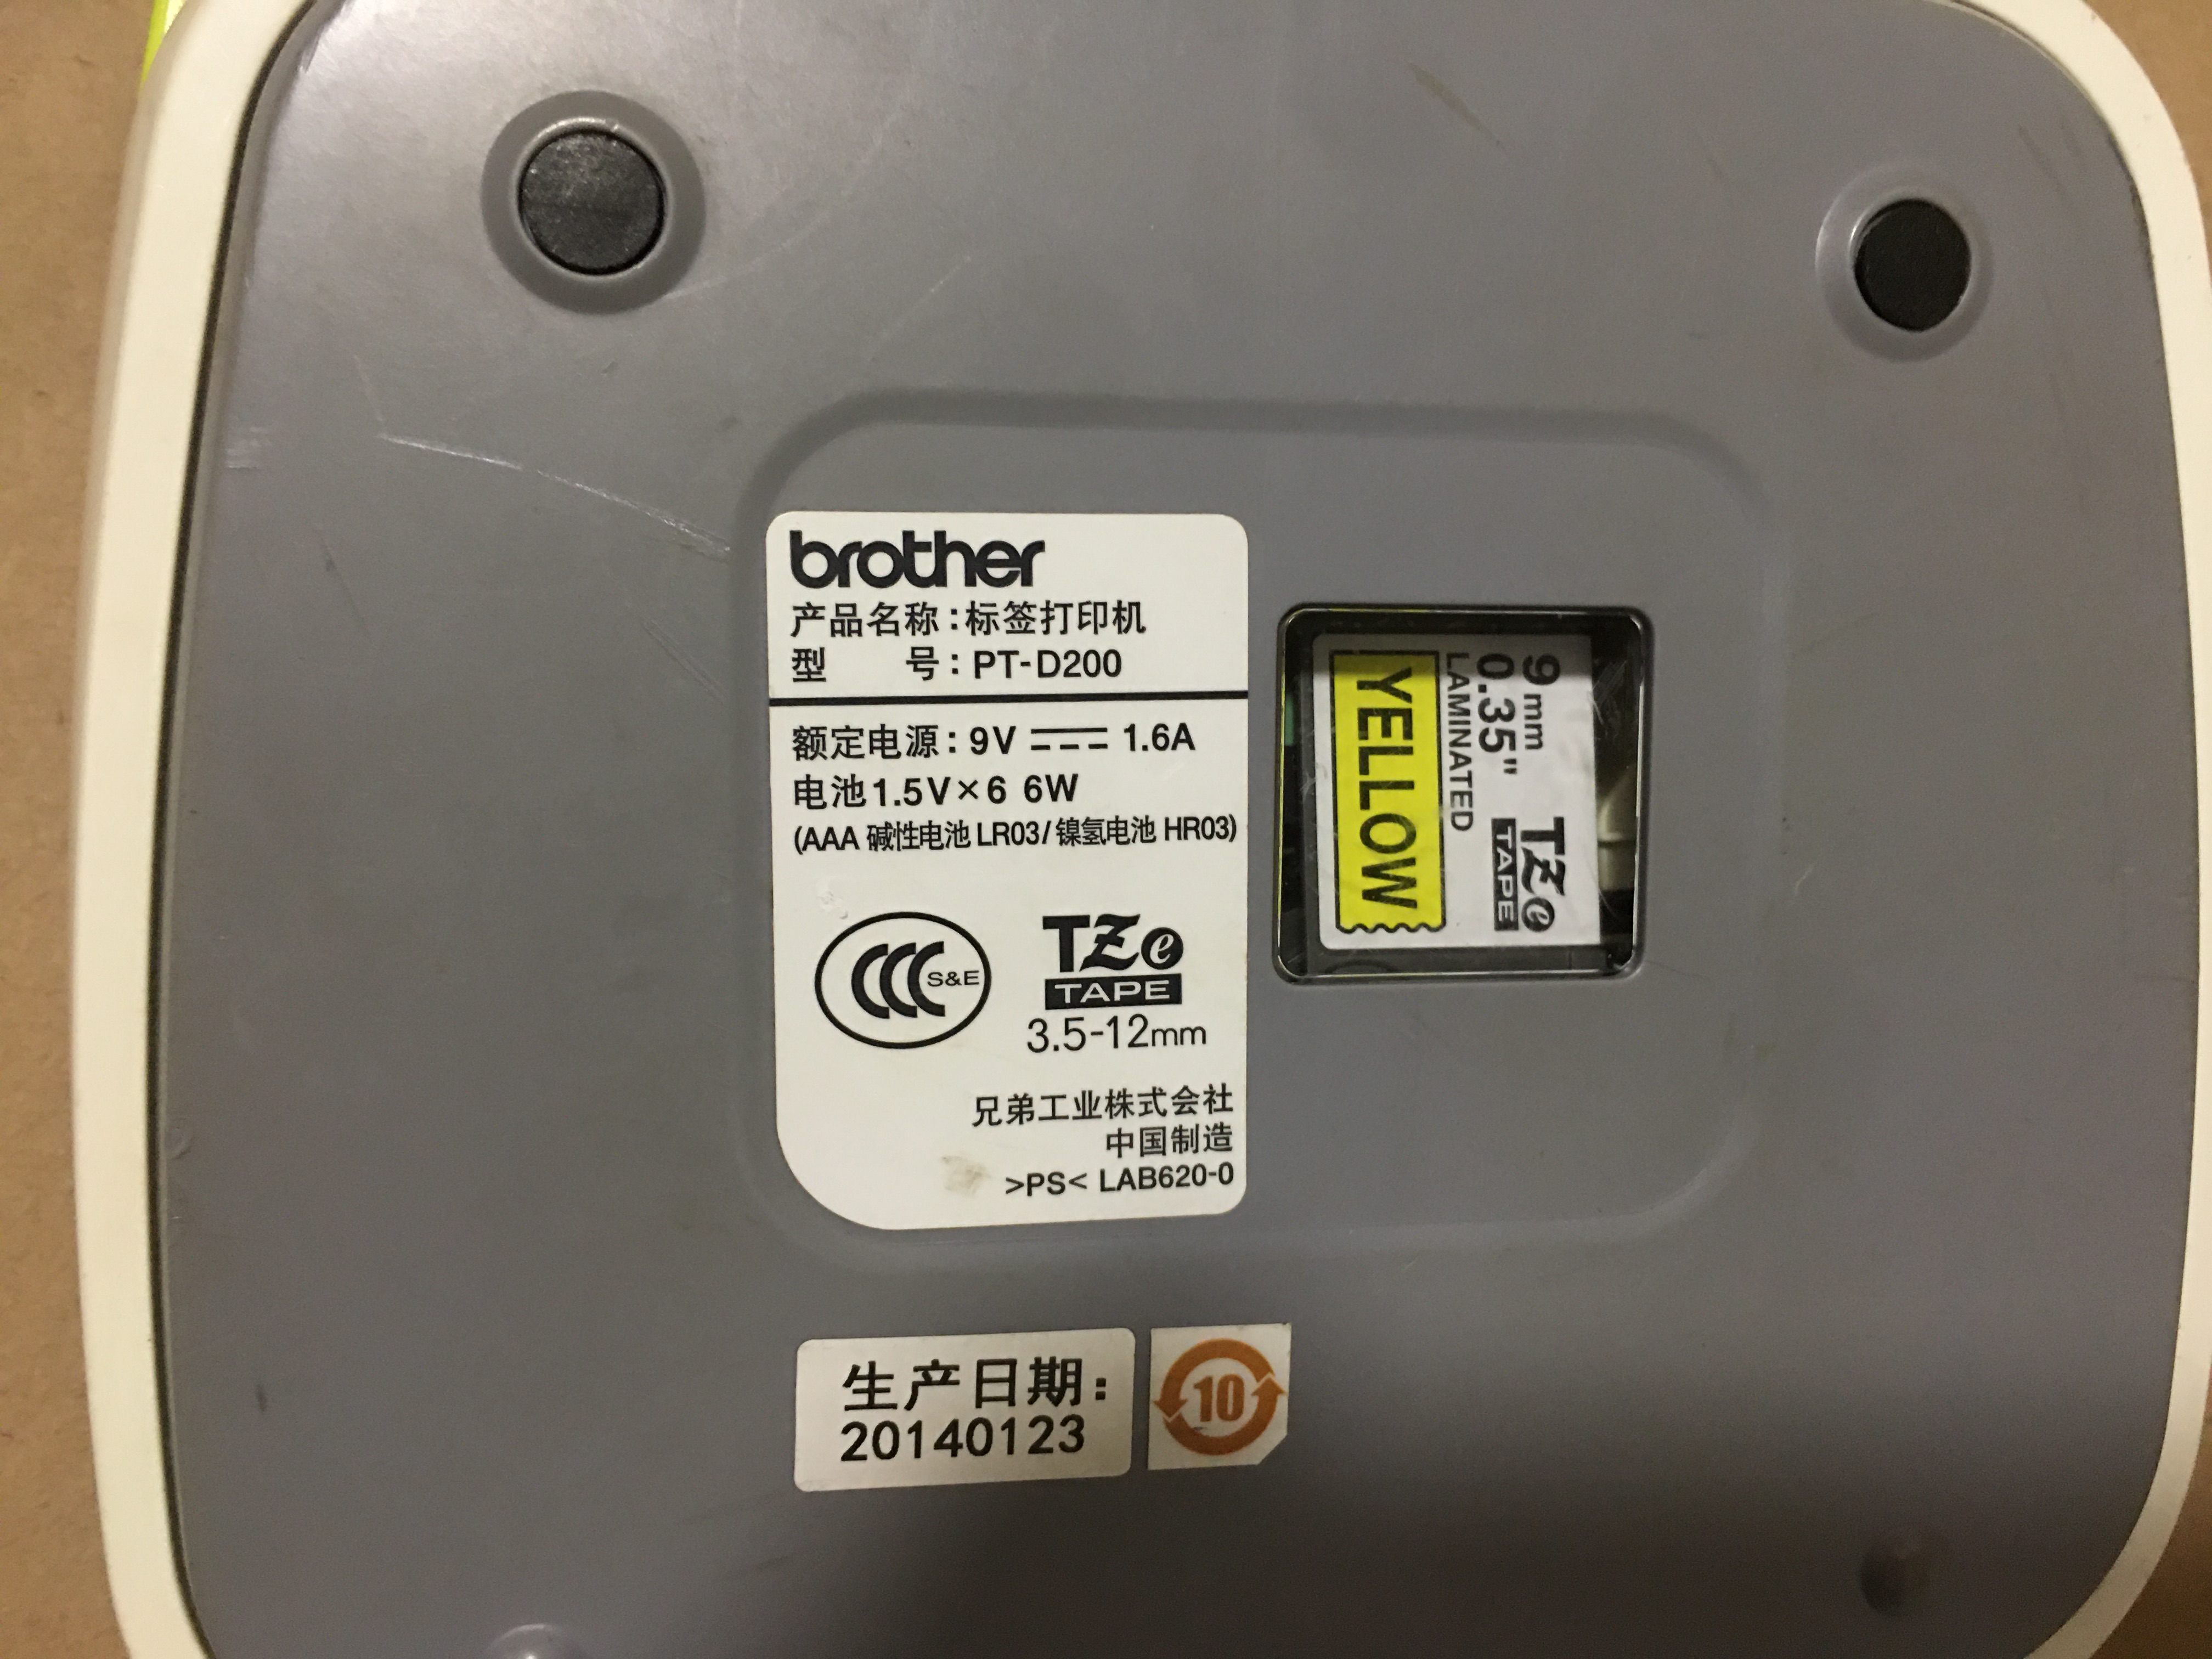 brother
产品名称:标签打印机
型 号:PT-D200
额定电源:9V 1.6A
电池1.5V×6 6W
(AAA 碱性电池 LR03/镍氢电池 HR03)
CCC S&E
TZe
TAPE
3.5-12mm
兄弟工业株式会社
中国制造
>PS< LAB620-0
9mm
0.35"
LAMINATED
TZe
TAPE
YELLOW
生产日期:
20140123
10